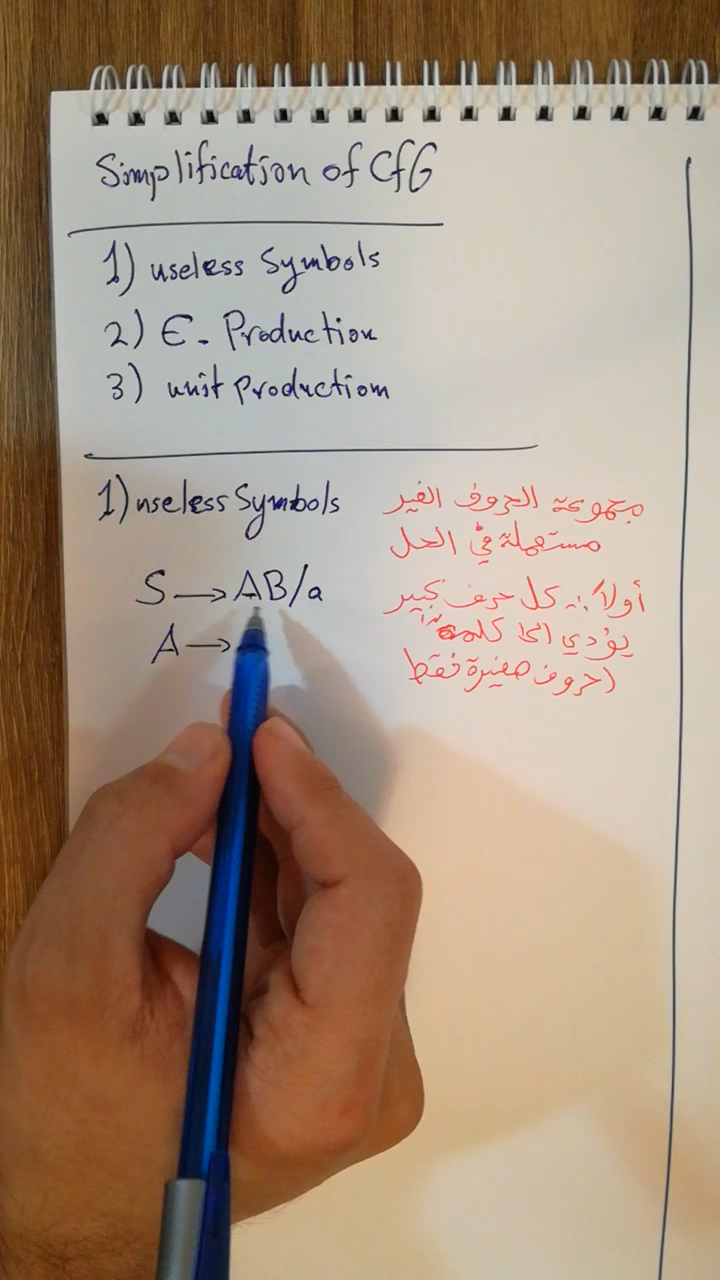 Simplification of CFG
1) useless Symbols
2) ϵ- Production
3) unit production
1) useless Symbols
مجموعة الحروف الغير
مستعملة في الحل
S → AB/a
أولاً: كل حرف كبير
A →
يؤدي الى كلمة
(حروف صغيرة فقط